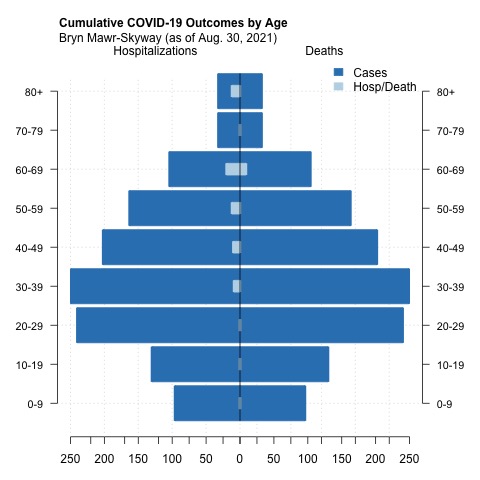 Cumulative COVID-19 Outcomes by Age
Bryn Mawr-Skyway (as of Aug. 30, 2021)
Hospitalizations Deaths
Cases
Hosp/Death
80+ 80+
70-79 70-79
60-69 60-69
50-59 50-59
40-49 40-49
30-39 30-39
20-29 20-29
10-19 10-19
0-9 0-9
250 200 150 100 50 0 50 100 150 200 250